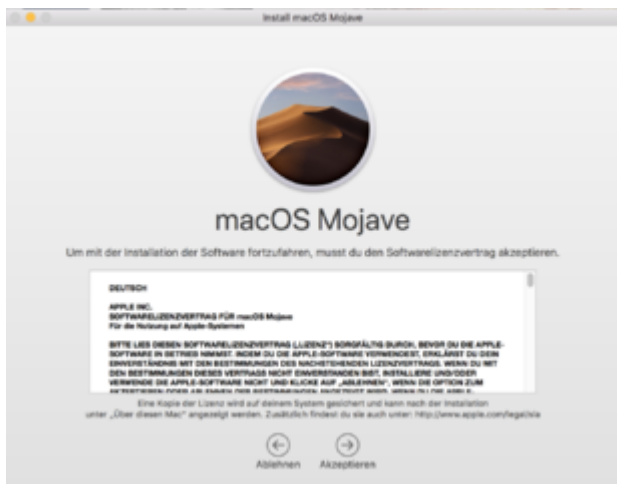 Install macOS Mojave
macOS Mojave
Um mit der Installation der Software fortzufahren, musst du den Softwarelizenzvertrag akzeptieren.
DEUTSCH
APPLE INC.
SOFTWARELIZENZVERTRAG FÜR macOS Mojave
Für die Nutzung auf Apple-Systemen
BITTE LIES DIESEN SOFTWARELIZENZVERTRAG („LIZENZ“) SORGFÄLTIG DURCH, BEVOR DU DIE APPLE-
SOFTWARE IN BETRIEB NIMMST. INDEM DU DIE APPLE-SOFTWARE VERWENDEST, ERKLÄRST DU DEIN
EINVERSTÄNDNIS MIT DEN BESTIMMUNGEN DES NACHSTEHENDEN LIZENZVERTRAGS. WENN DU MIT
DEN BESTIMMUNGEN DIESES VERTRAGS NICHT EINVERSTANDEN BIST, INSTALLIERE UND/ODER
VERWENDE DIE APPLE-SOFTWARE NICHT UND KLICKE AUF „ABLEHNEN“, WENN DIE OPTION ZUM
Eine Kopie der Lizenz wird auf deinem System gesichert und kann nach der Installation
unter „Über diesen Mac“ angezeigt werden. Zusätzlich findest du sie auch unter: http://www.apple.com/legal/sla
Ablehnen
Akzeptieren